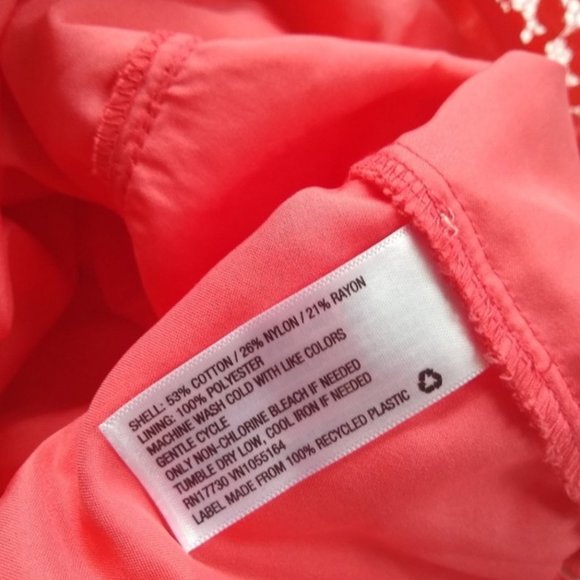 SHELL: 53% COTTON / 26% NYLON / 21% RAYON
LINING: 100% POLYESTER
MACHINE WASH COLD WITH LIKE COLORS
GENTLE CYCLE
ONLY NON-CHLORINE BLEACH IF NEEDED
TUMBLE DRY LOW, COOL IRON IF NEEDED
RN17730 VN1055164
LABEL MADE FROM 100% RECYCLED PLASTIC